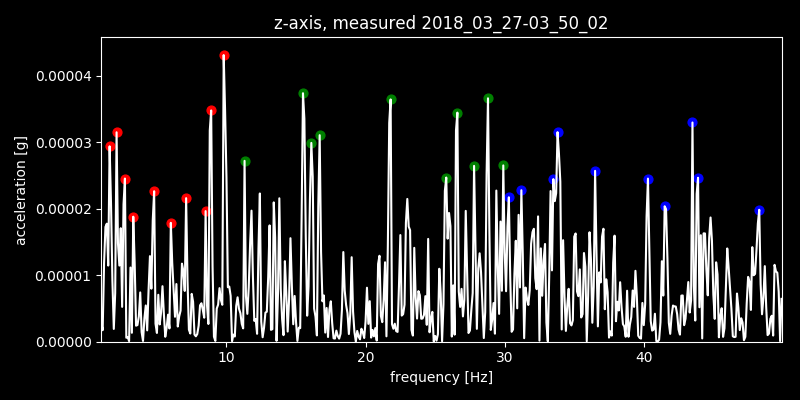 z-axis, measured 2018_03_27-03_50_02
0.00004
0.00003
0.00002
0.00001
0.00000
acceleration [g]
10 20 30 40
frequency [Hz]